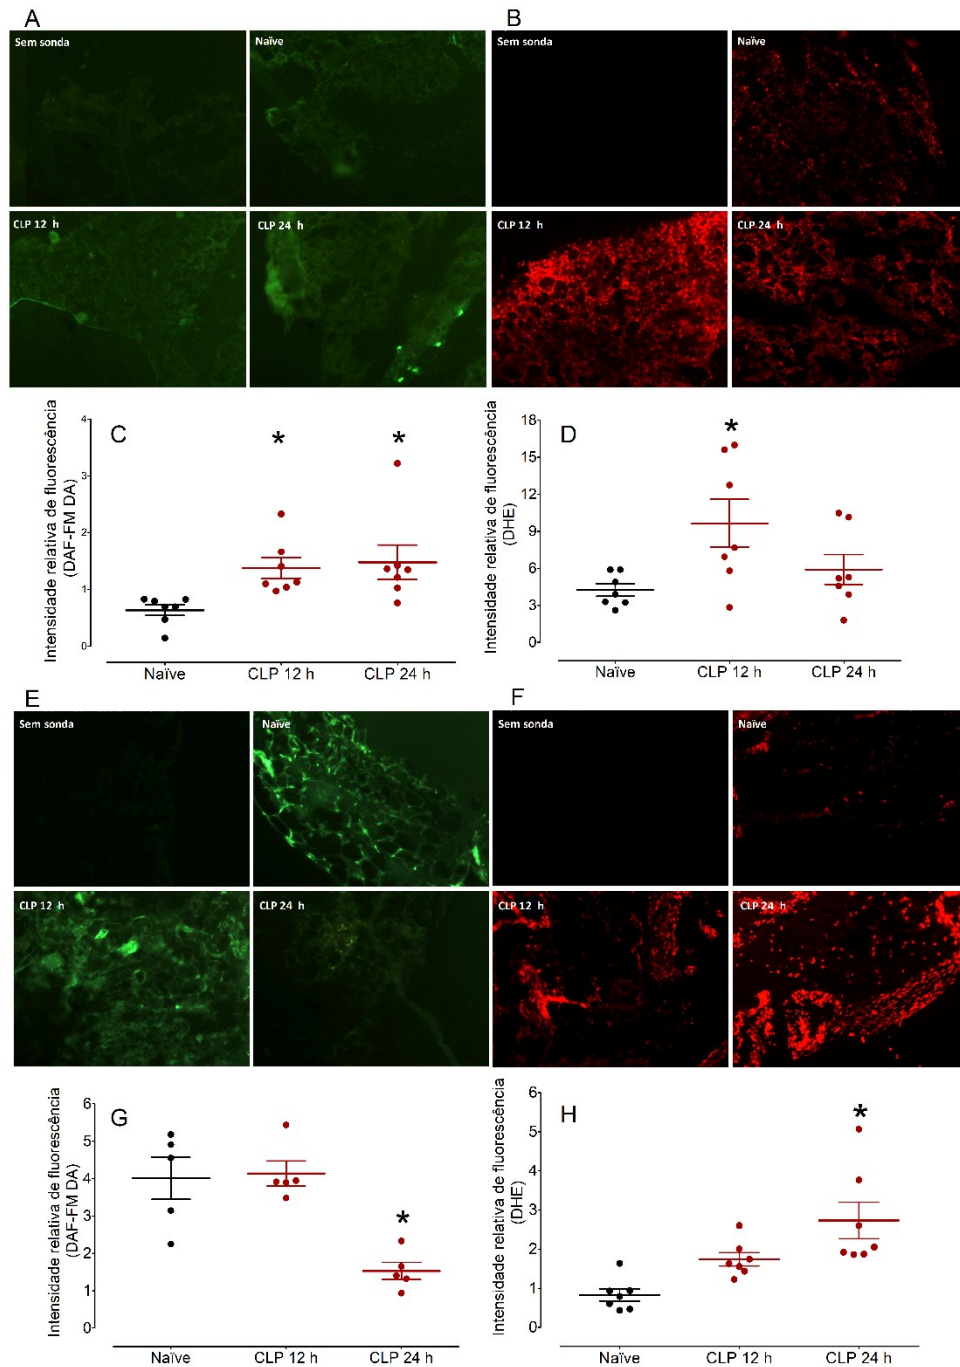 A
B
Sem sonda
Naïve
Sem sonda
Naïve
CLP 12 h
CLP 24 h
CLP 12 h
CLP 24 h
C
Intensidade relativa de fluorescência
(DAF-FM DA)
4
3
2
1
0
*
*
Naïve
CLP 12 h
CLP 24 h
D
Intensidade relativa de fluorescência
(DHE)
18
15
12
9
6
3
0
*
Naïve
CLP 12 h
CLP 24 h
E
F
Sem sonda
Naïve
Sem sonda
Naïve
CLP 12 h
CLP 24 h
CLP 12 h
CLP 24 h
G
Intensidade relativa de fluorescência
(DAF-FM DA)
6
5
4
3
2
1
0
*
Naïve
CLP 12 h
CLP 24 h
H
Intensidade relativa de fluorescência
(DHE)
6
5
4
3
2
1
0
*
Naïve
CLP 12 h
CLP 24 h